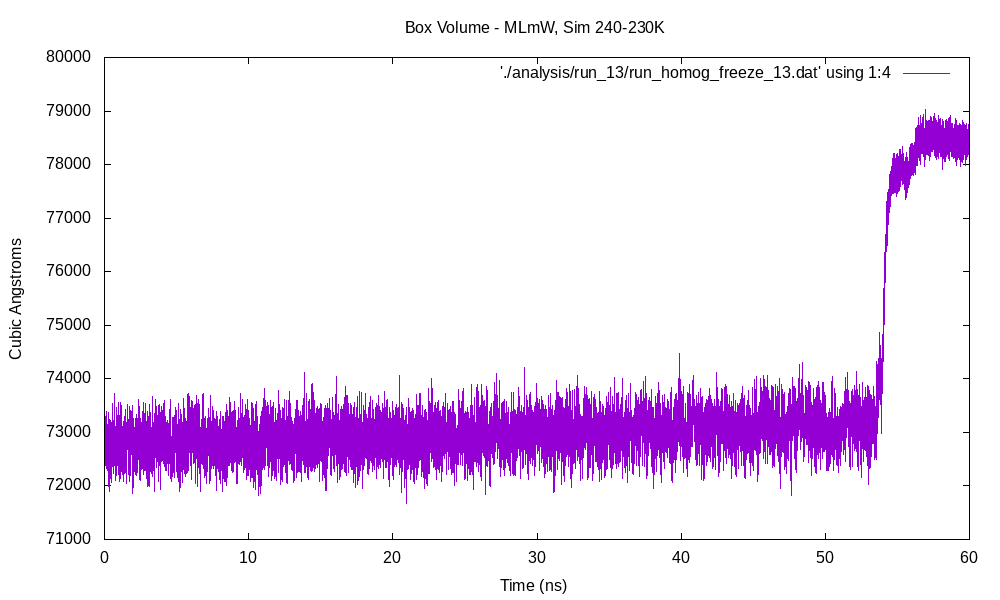 Box Volume - MLmW, Sim 240-230K
'./analysis/run_13/run_homog_freeze_13.dat' using 1:4
80000
79000
78000
77000
76000
75000
74000
73000
72000
71000
Cubic Angstroms
0 10 20 30 40 50 60
Time (ns)